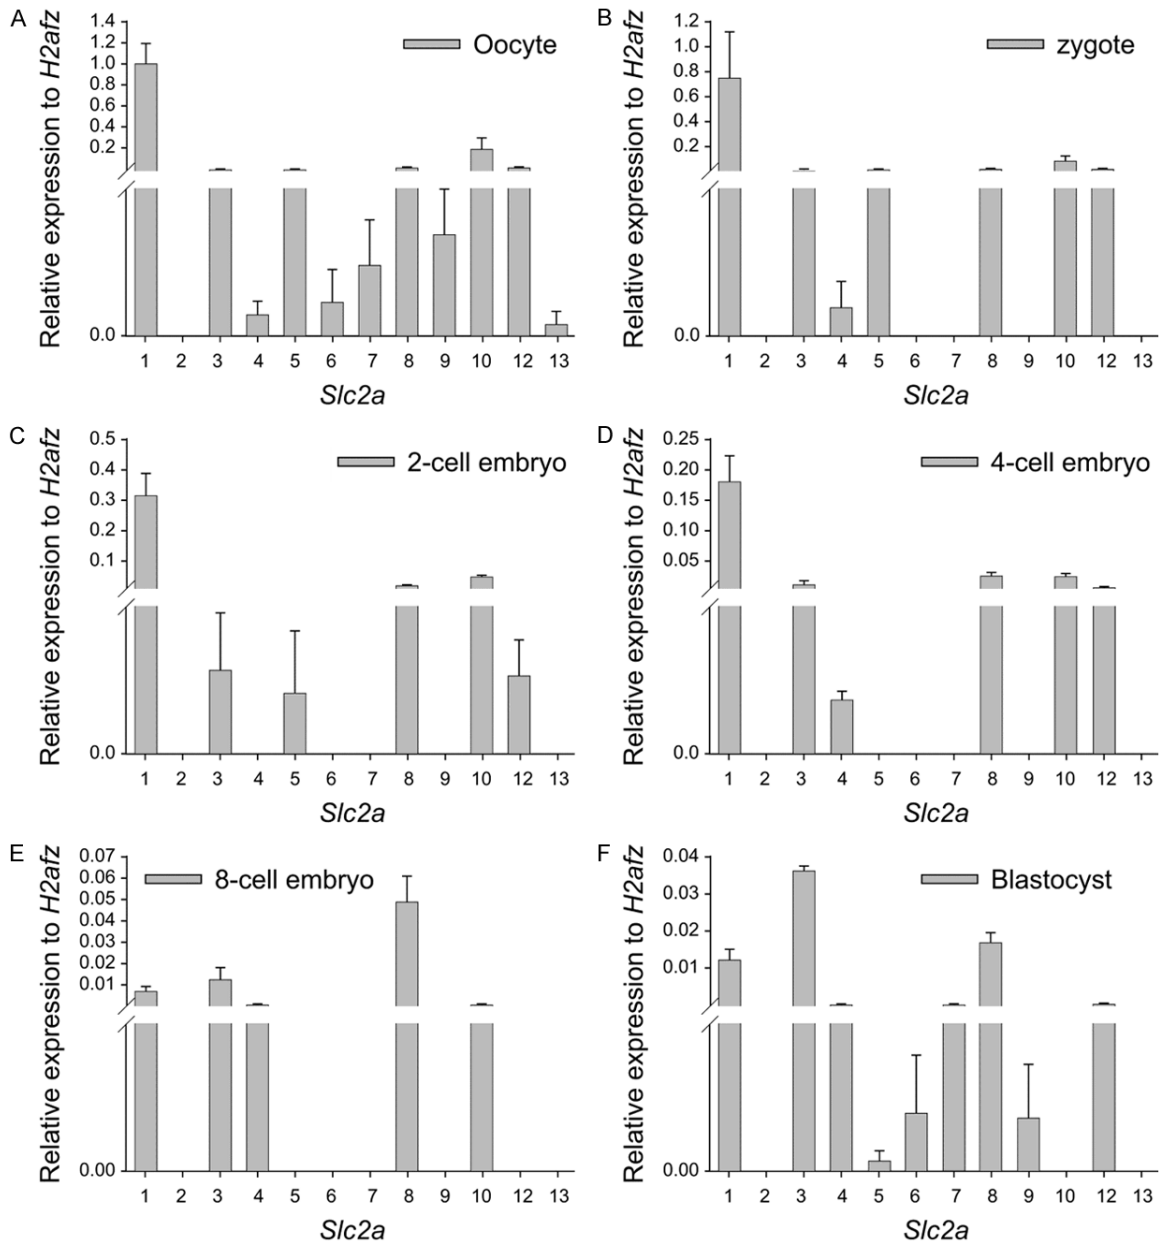 A
Relative expression to H2afz
1.4
1.2
1.0
0.8
0.6
0.4
0.2
0.0
Oocyte
1 2 3 4 5 6 7 8 9 10 12 13
Slc2a
B
Relative expression to H2afz
1.2
1.0
0.8
0.6
0.4
0.2
0.0
zygote
1 2 3 4 5 6 7 8 9 10 12 13
Slc2a
C
Relative expression to H2afz
0.5
0.4
0.3
0.2
0.1
0.0
2-cell embryo
1 2 3 4 5 6 7 8 9 10 12 13
Slc2a
D
Relative expression to H2afz
0.25
0.20
0.15
0.10
0.05
0.0
4-cell embryo
1 2 3 4 5 6 7 8 9 10 12 13
Slc2a
E
Relative expression to H2afz
0.07
0.06
0.05
0.04
0.03
0.02
0.01
0.00
8-cell embryo
1 2 3 4 5 6 7 8 9 10 12 13
Slc2a
F
Relative expression to H2afz
0.04
0.03
0.02
0.01
0.00
Blastocyst
1 2 3 4 5 6 7 8 9 10 12 13
Slc2a